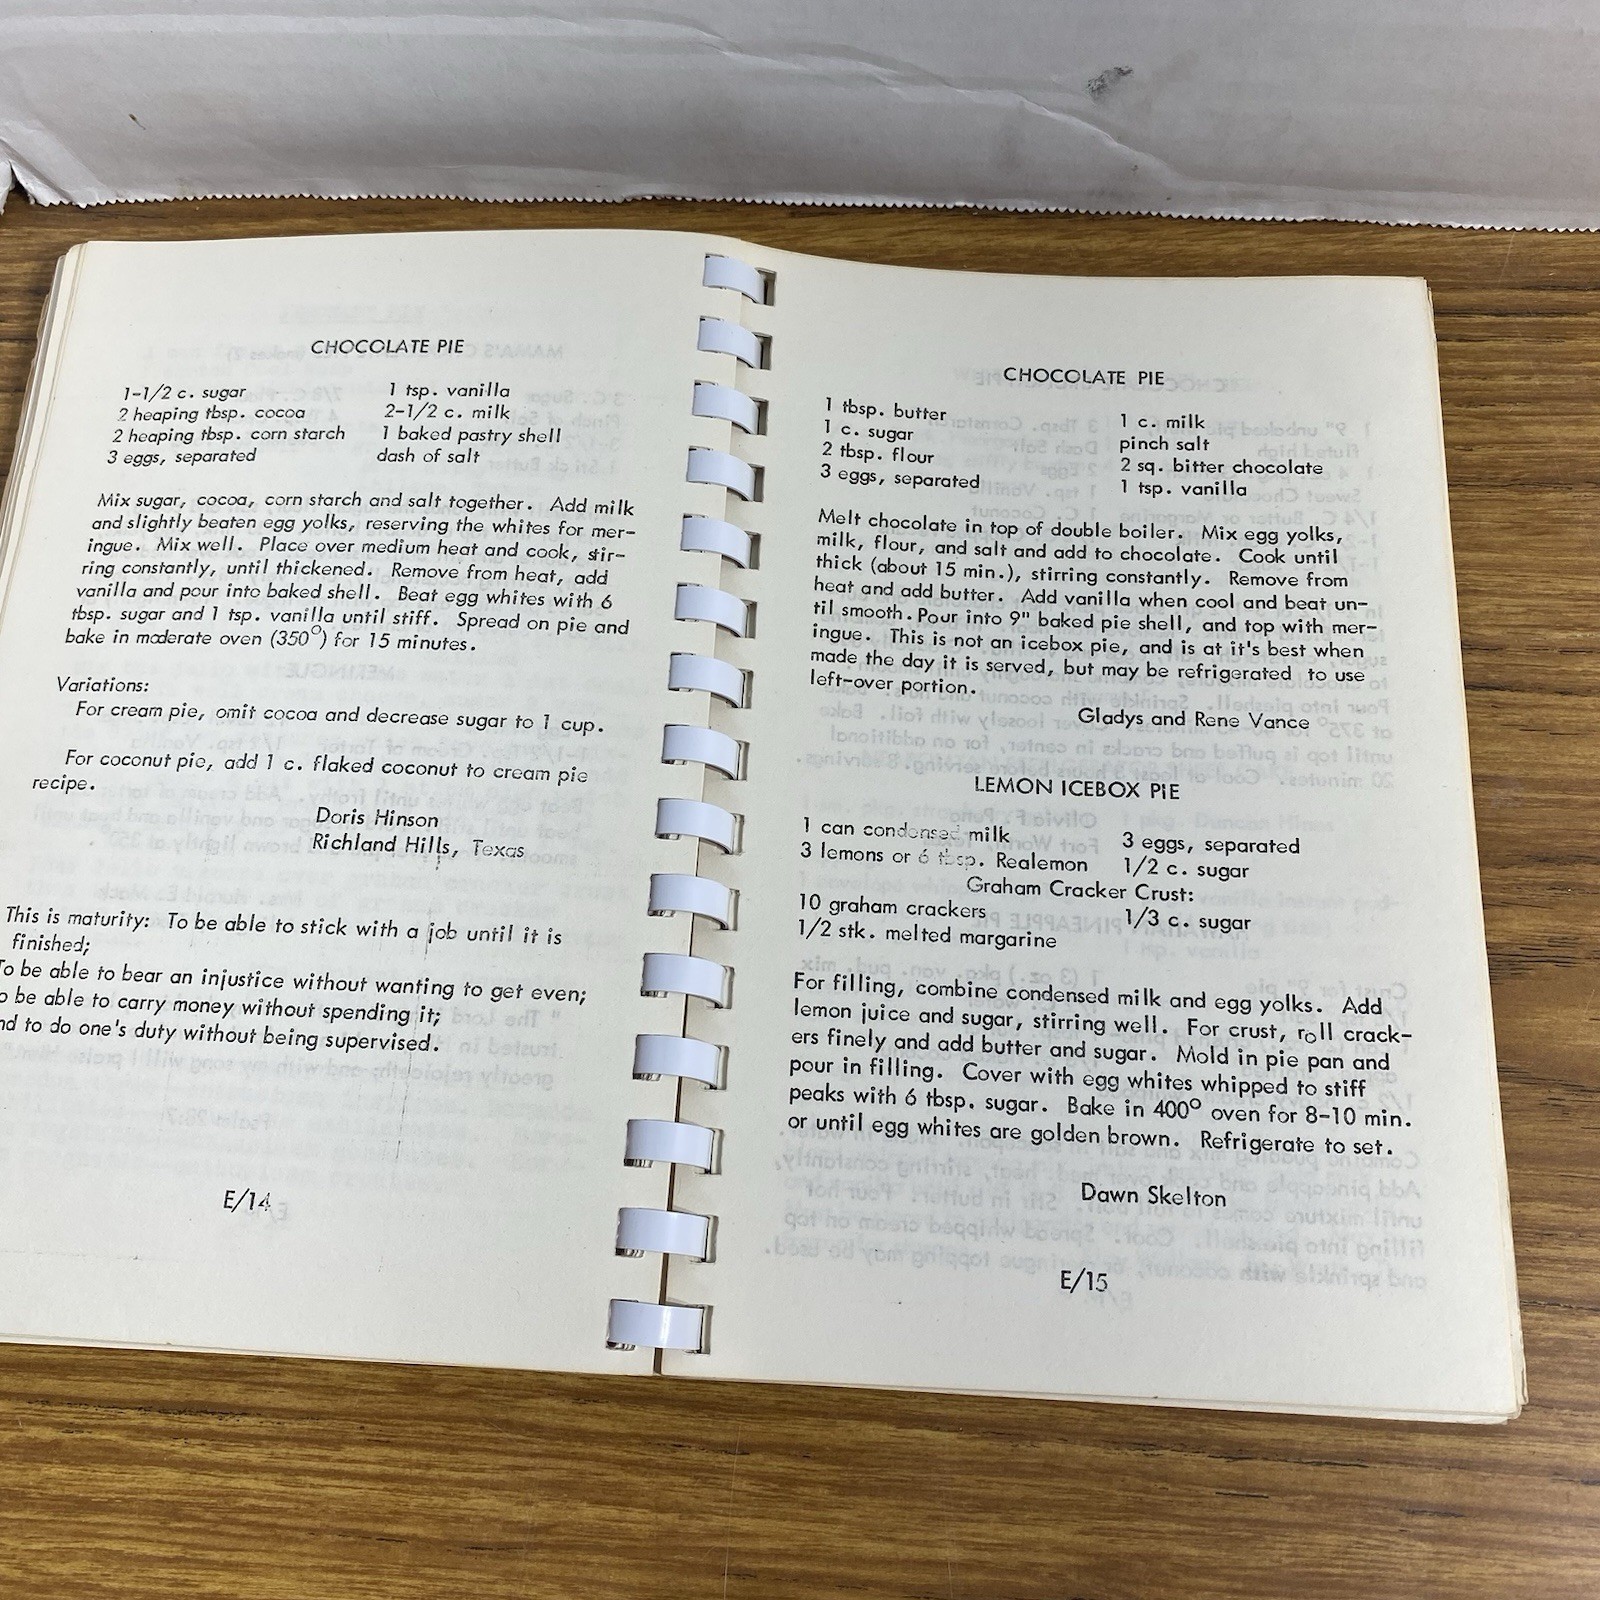 CHOCOLATE PIE
1-1/2 c. sugar 1 tsp. vanilla
2 heaping tbsp. cocoa 2-1/2 c. milk
2 heaping tbsp. corn starch 1 baked pastry shell
3 eggs, separated dash of salt
Mix sugar, cocoa, corn starch and salt together. Add milk
and slightly beaten egg yolks, reserving the whites for mer-
ingue. Mix well. Place over medium heat and cook, stir-
ring constantly, until thickened. Remove from heat, add
vanilla and pour into baked shell. Beat egg whites with 6
tbsp. sugar and 1 tsp. vanilla until stiff. Spread on pie and
bake in moderate oven (350°) for 15 minutes.
Variations:
For cream pie, omit cocoa and decrease sugar to 1 cup.
For coconut pie, add 1 c. flaked coconut to cream pie
recipe.
Doris Hinson
Richland Hills, Texas
This is maturity: To be able to stick with a job until it is
finished;
To be able to bear an injustice without wanting to get even;
o be able to carry money without spending it;
nd to do one's duty without being supervised.
E/14
CHOCOLATE PIE
1 tbsp. butter 1 c. milk
1 c. sugar pinch salt
2 tbsp. flour 2 sq. bitter chocolate
3 eggs, separated 1 tsp. vanilla
Melt chocolate in top of double boiler. Mix egg yolks,
milk, flour, and salt and add to chocolate. Cook until
thick (about 15 min.), stirring constantly. Remove from
heat and add butter. Add vanilla when cool and beat un-
til smooth. Pour into 9" baked pie shell, and top with mer-
ingue. This is not an icebox pie, and is at it's best when
made the day it is served, but may be refrigerated to use
left-over portion.
Gladys and Rene Vance
LEMON ICEBOX PIE
1 can condensed milk 3 eggs, separated
3 lemons or 6 tbsp. Realemon 1/2 c. sugar
Graham Cracker Crust:
10 graham crackers 1/3 c. sugar
1/2 stk. melted margarine
For filling, combine condensed milk and egg yolks. Add
lemon juice and sugar, stirring well. For crust, roll crack-
ers finely and add butter and sugar. Mold in pie pan and
pour in filling. Cover with egg whites whipped to stiff
peaks with 6 tbsp. sugar. Bake in 400° oven for 8-10 min.
or until egg whites are golden brown. Refrigerate to set.
Dawn Skelton
E/15